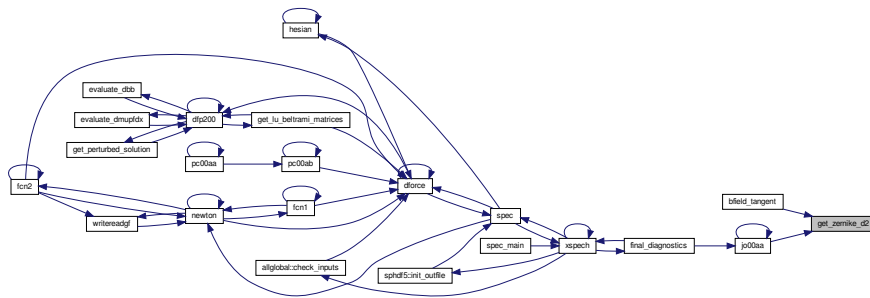 hesian
evaluate_dbb
evaluate_dmupfdx
dfp200
get_lu_beltrami_matrices
get_perturbed_solution
pc00aa
pc00ab
fcn2
dforce
fcn1
writereadgf
newton
spec
bfield_tangent
get_zernike_d2
spec_main
xspech
final_diagnostics
jo00aa
allglobal::check_inputs
sphdf5::init_outfile